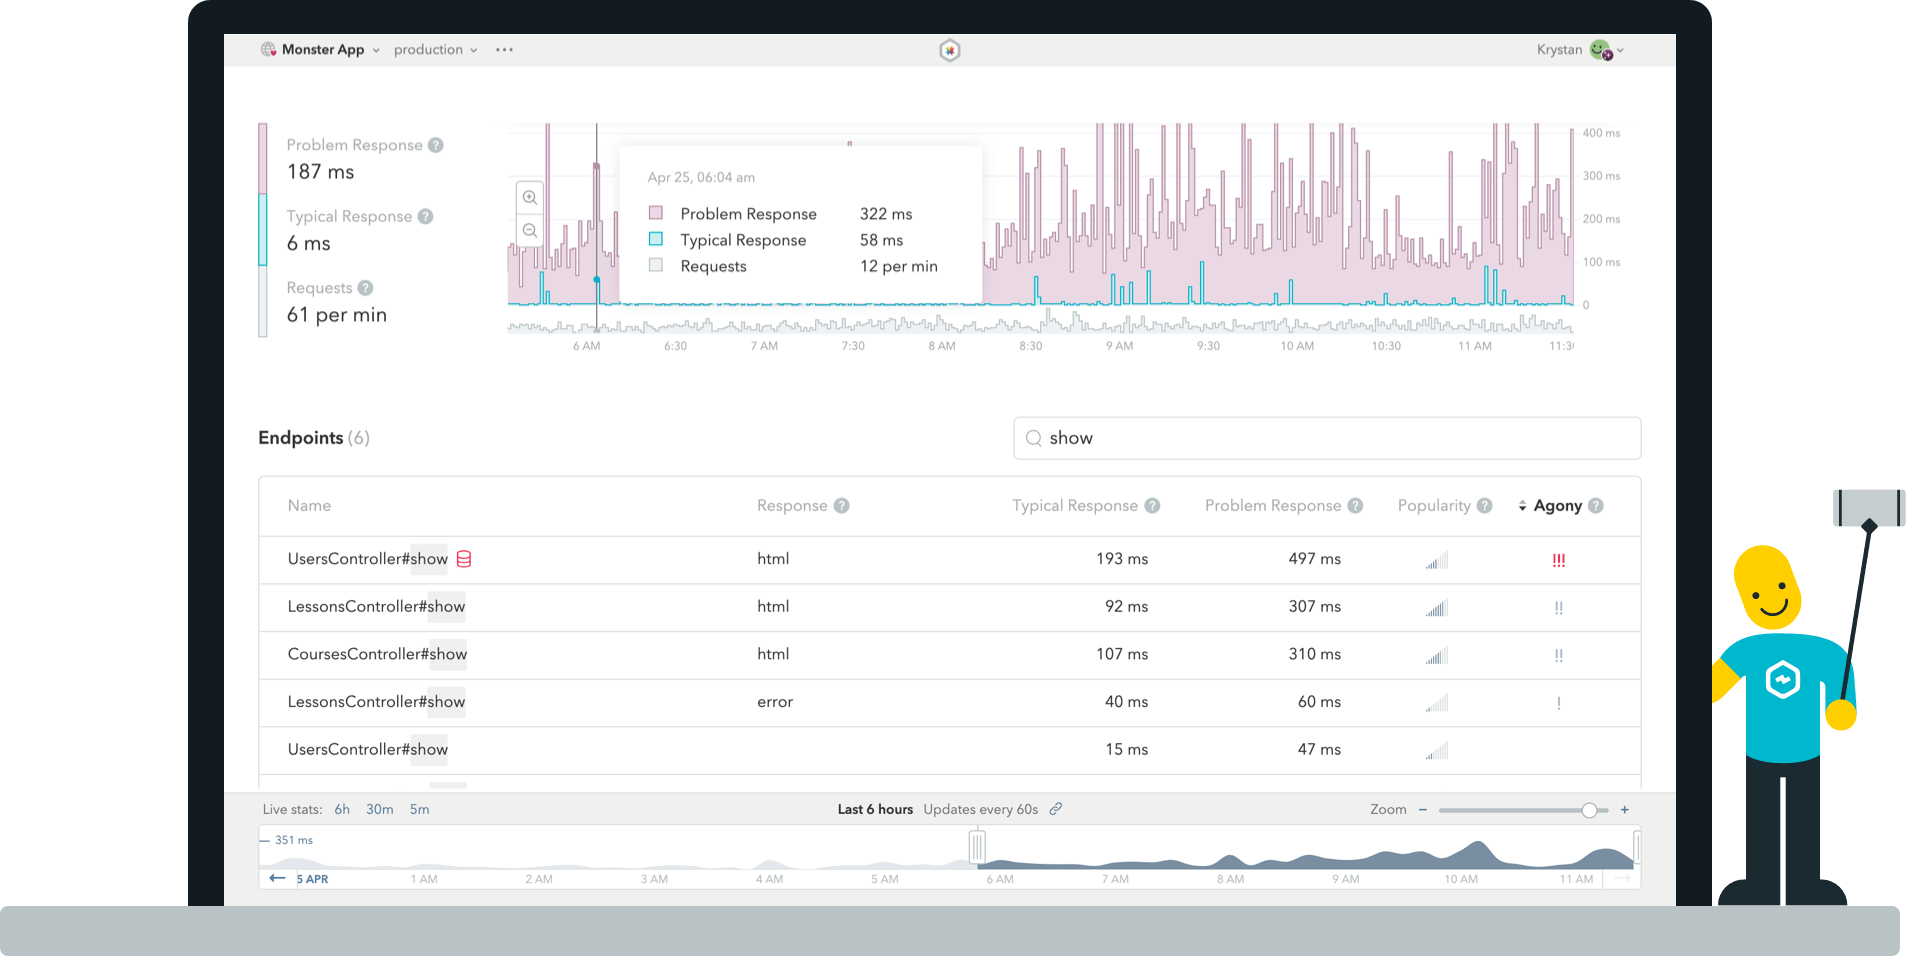 Monster App production ••• Krystan
Problem Response ?
187 ms
Typical Response ?
6 ms
Requests ?
61 per min
Apr 25, 06:04 am
Problem Response 322 ms
Typical Response 58 ms
Requests 12 per min
400 ms
300 ms
200 ms
100 ms
0
6 AM 6:30 7 AM 7:30 8 AM 8:30 9 AM 9:30 10 AM 10:30 11 AM 11:30
Endpoints (6) show
Name Response ? Typical Response ? Problem Response ? Popularity ? Agony ?
UsersController#show html 193 ms 497 ms !!!
LessonsController#show html 92 ms 307 ms !!
CoursesController#show html 107 ms 310 ms !!
LessonsController#show error 40 ms 60 ms !
UsersController#show 15 ms 47 ms
Live stats: 6h 30m 5m Last 6 hours Updates every 60s Zoom − +
351 ms
5 APR 1 AM 2 AM 3 AM 4 AM 5 AM 6 AM 7 AM 8 AM 9 AM 10 AM 11 AM